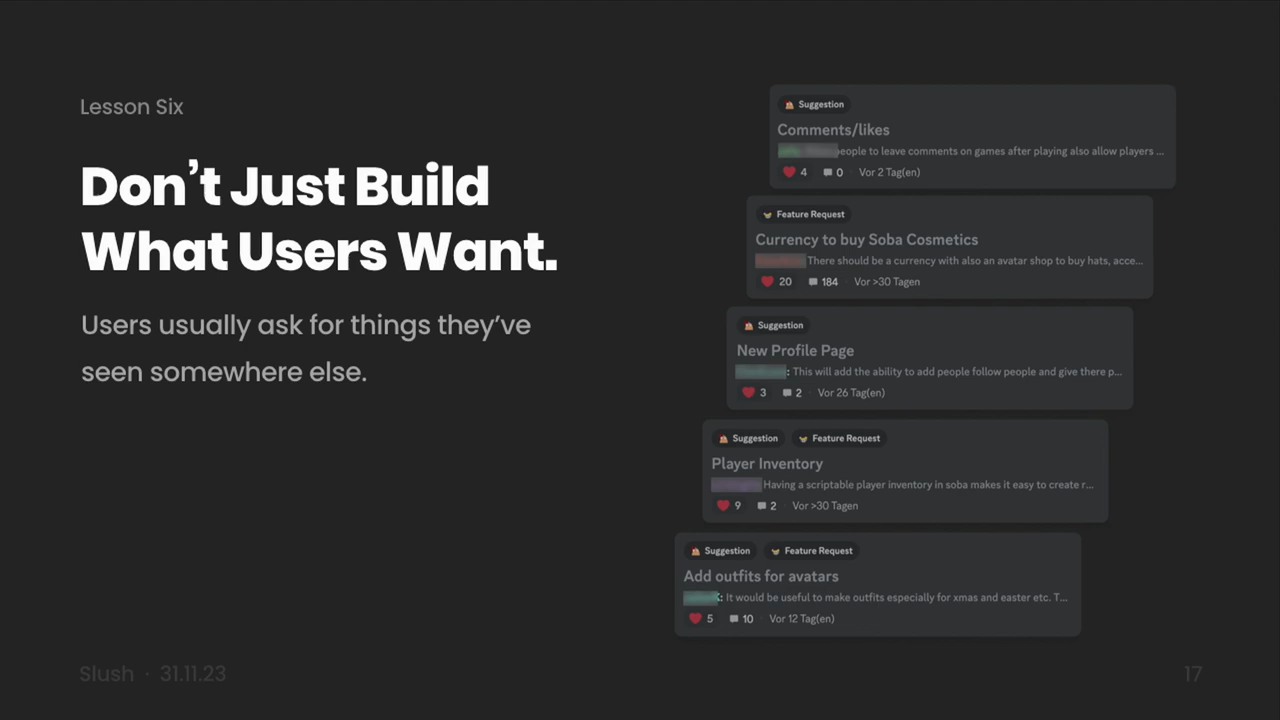 Lesson Six
Don’t Just Build
What Users Want.
Users usually ask for things they’ve
seen somewhere else.
Suggestion
Comments/likes
people to leave comments on games after playing also allow players ...
4 0 Vor 2 Tag(en)
Feature Request
Currency to buy Soba Cosmetics
There should be a currency with also an avatar shop to buy hats, acce...
20 184 · Vor >30 Tagen
Suggestion
New Profile Page
: This will add the ability to add people follow people and give there p...
3 2 · Vor 26 Tag(en)
Suggestion Feature Request
Player Inventory
Having a scriptable player inventory in soba makes it easy to create r...
9 2 · Vor >30 Tagen
Suggestion Feature Request
Add outfits for avatars
: It would be useful to make outfits especially for xmas and easter etc. T...
5 10 · Vor 12 Tag(en)
Slush · 31.11.23
17